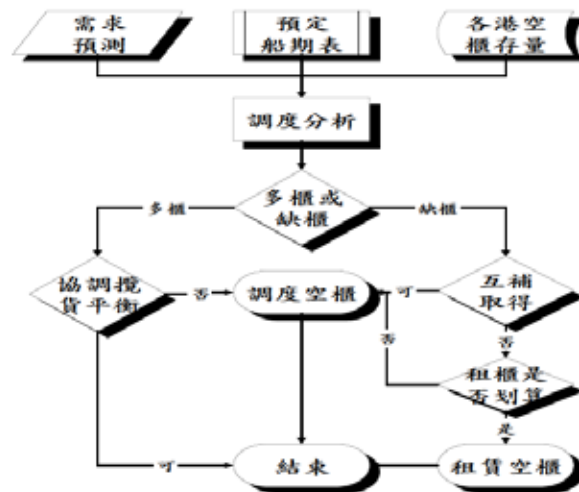 需求
預測
預定
船期表
各港空
櫃存量
調度分析
多櫃或
缺櫃
多櫃
缺櫃
協調攬
貨平衡
否
調度空櫃
可
互補
取得
否
否
租櫃是
否划算
是
可
結束
租賃空櫃